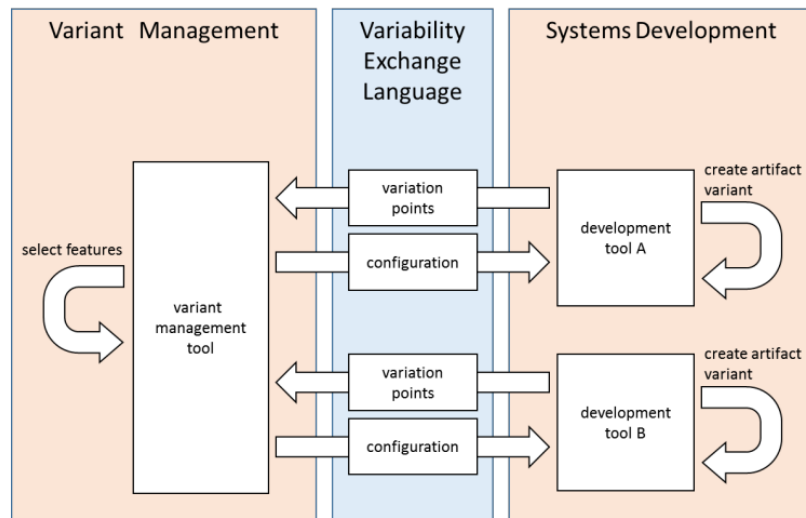 Variant Management
Variability
Exchange
Language
Systems Development
select features
variant
management
tool
variation
points
configuration
variation
points
configuration
development
tool A
create artifact
variant
development
tool B
create artifact
variant